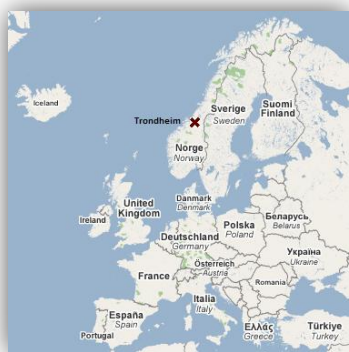 Iceland
Trondheim
Sverige
Sweden
Suomi
Finland
Norge
Norway
Danmark
Denmark
United
Kingdom
Ireland
Беларусь
Belarus
Polska
Poland
Deutschland
Germany
Україна
Ukraine
Österreich
Austria
France
Romania
Italia
Italy
España
Spain
Portugal
Ελλάς
Greece
Türkiye
Turkey